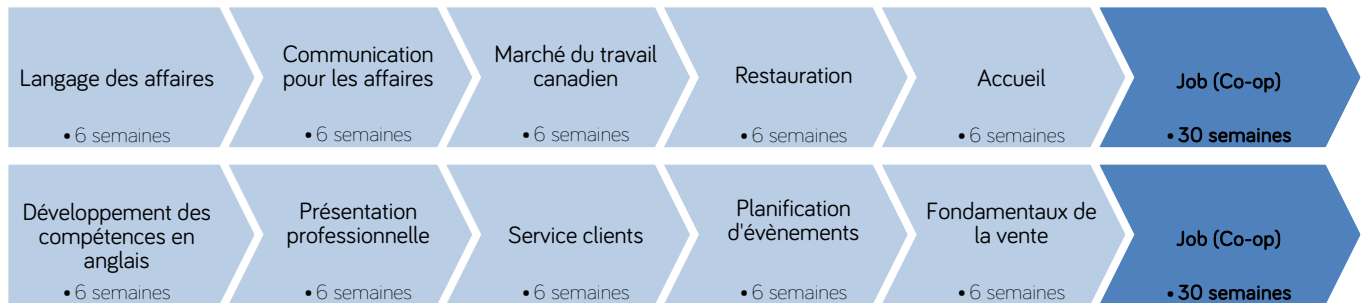 Langage des affaires
• 6 semaines
Communication
pour les affaires
• 6 semaines
Marché du travail
canadien
• 6 semaines
Restauration
• 6 semaines
Accueil
• 6 semaines
Job (Co-op)
• 30 semaines
Développement des
compétences en
anglais
• 6 semaines
Présentation
professionnelle
• 6 semaines
Service clients
• 6 semaines
Planification
d'évènements
• 6 semaines
Fondamentaux de
la vente
• 6 semaines
Job (Co-op)
• 30 semaines